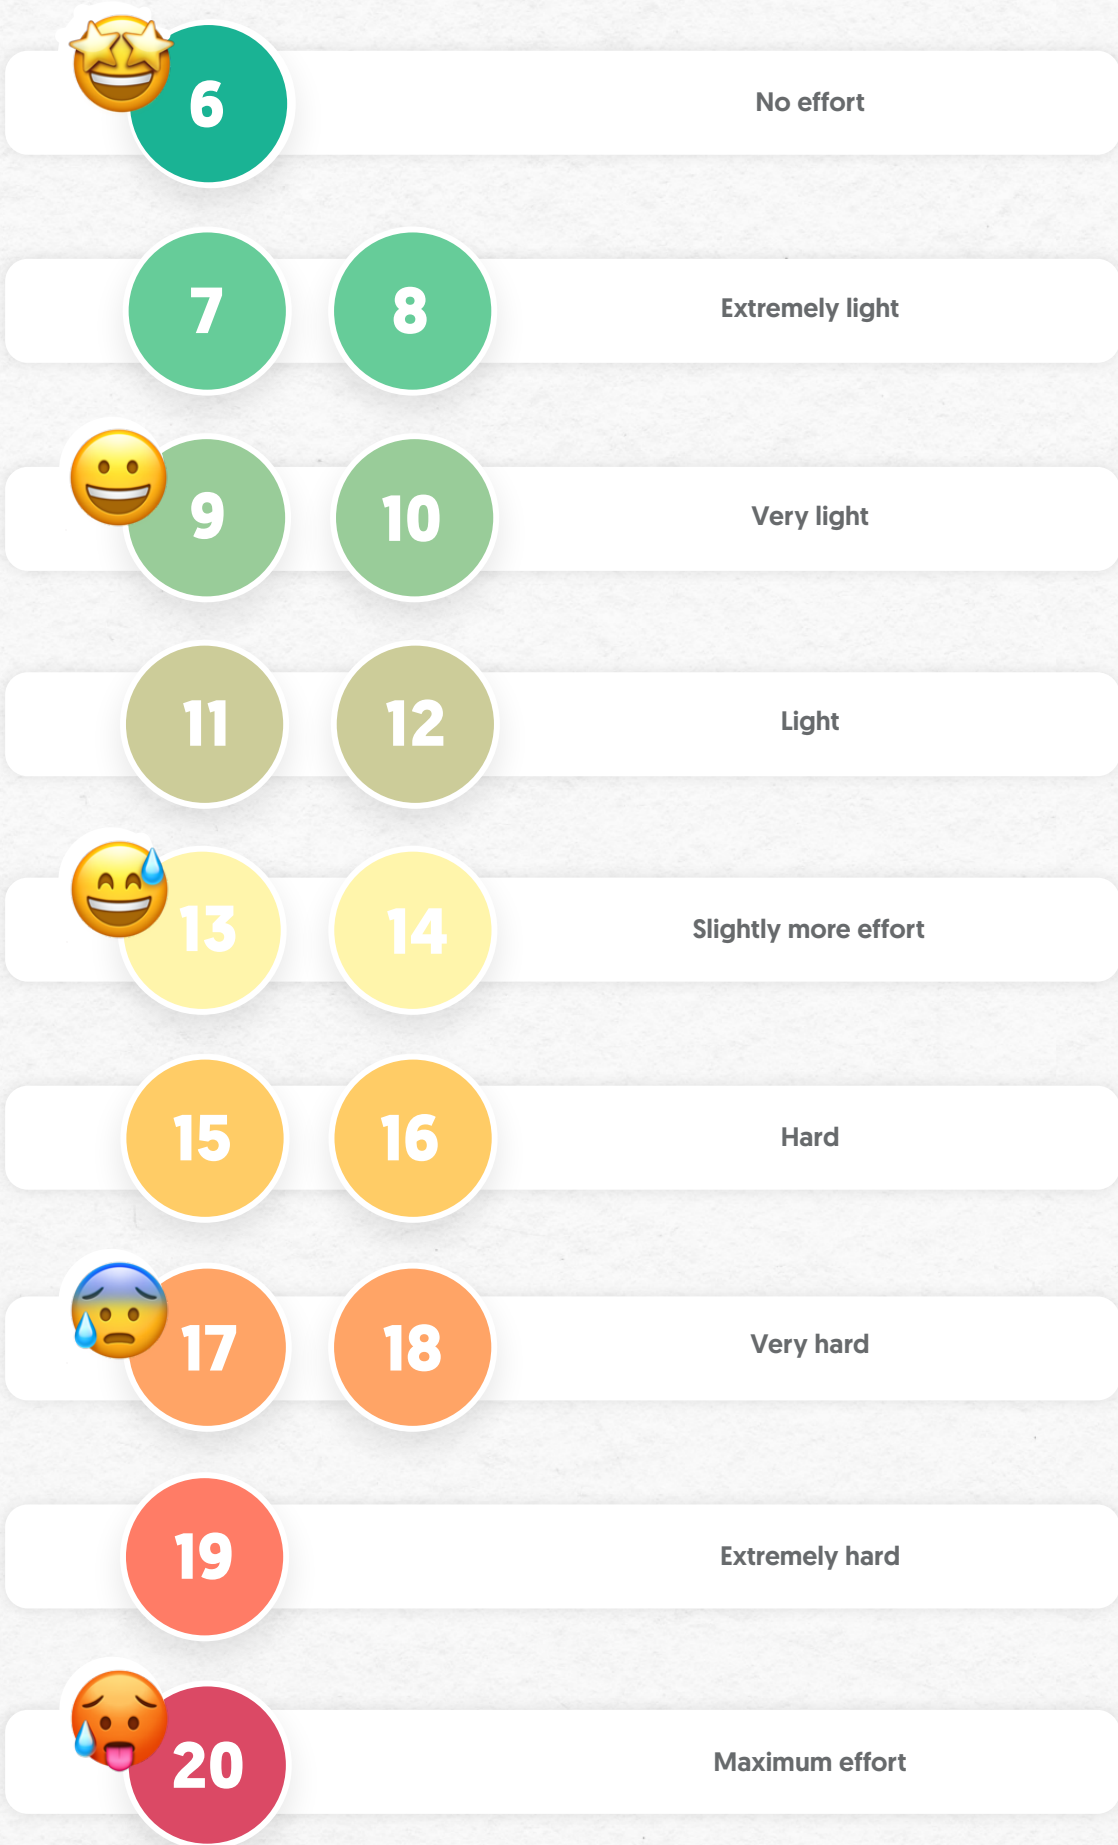 6 No effort
7 8 Extremely light
9 10 Very light
11 12 Light
13 14 Slightly more effort
15 16 Hard
17 18 Very hard
19 Extremely hard
20 Maximum effort